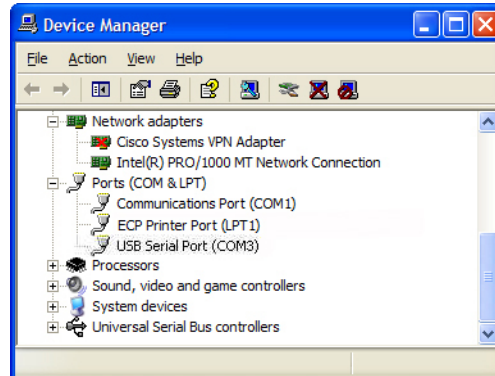 Device Manager
File Action View Help
Network adapters
Cisco Systems VPN Adapter
Intel(R) PRO/1000 MT Network Connection
Ports (COM & LPT)
Communications Port (COM1)
ECP Printer Port (LPT1)
USB Serial Port (COM3)
Processors
Sound, video and game controllers
System devices
Universal Serial Bus controllers